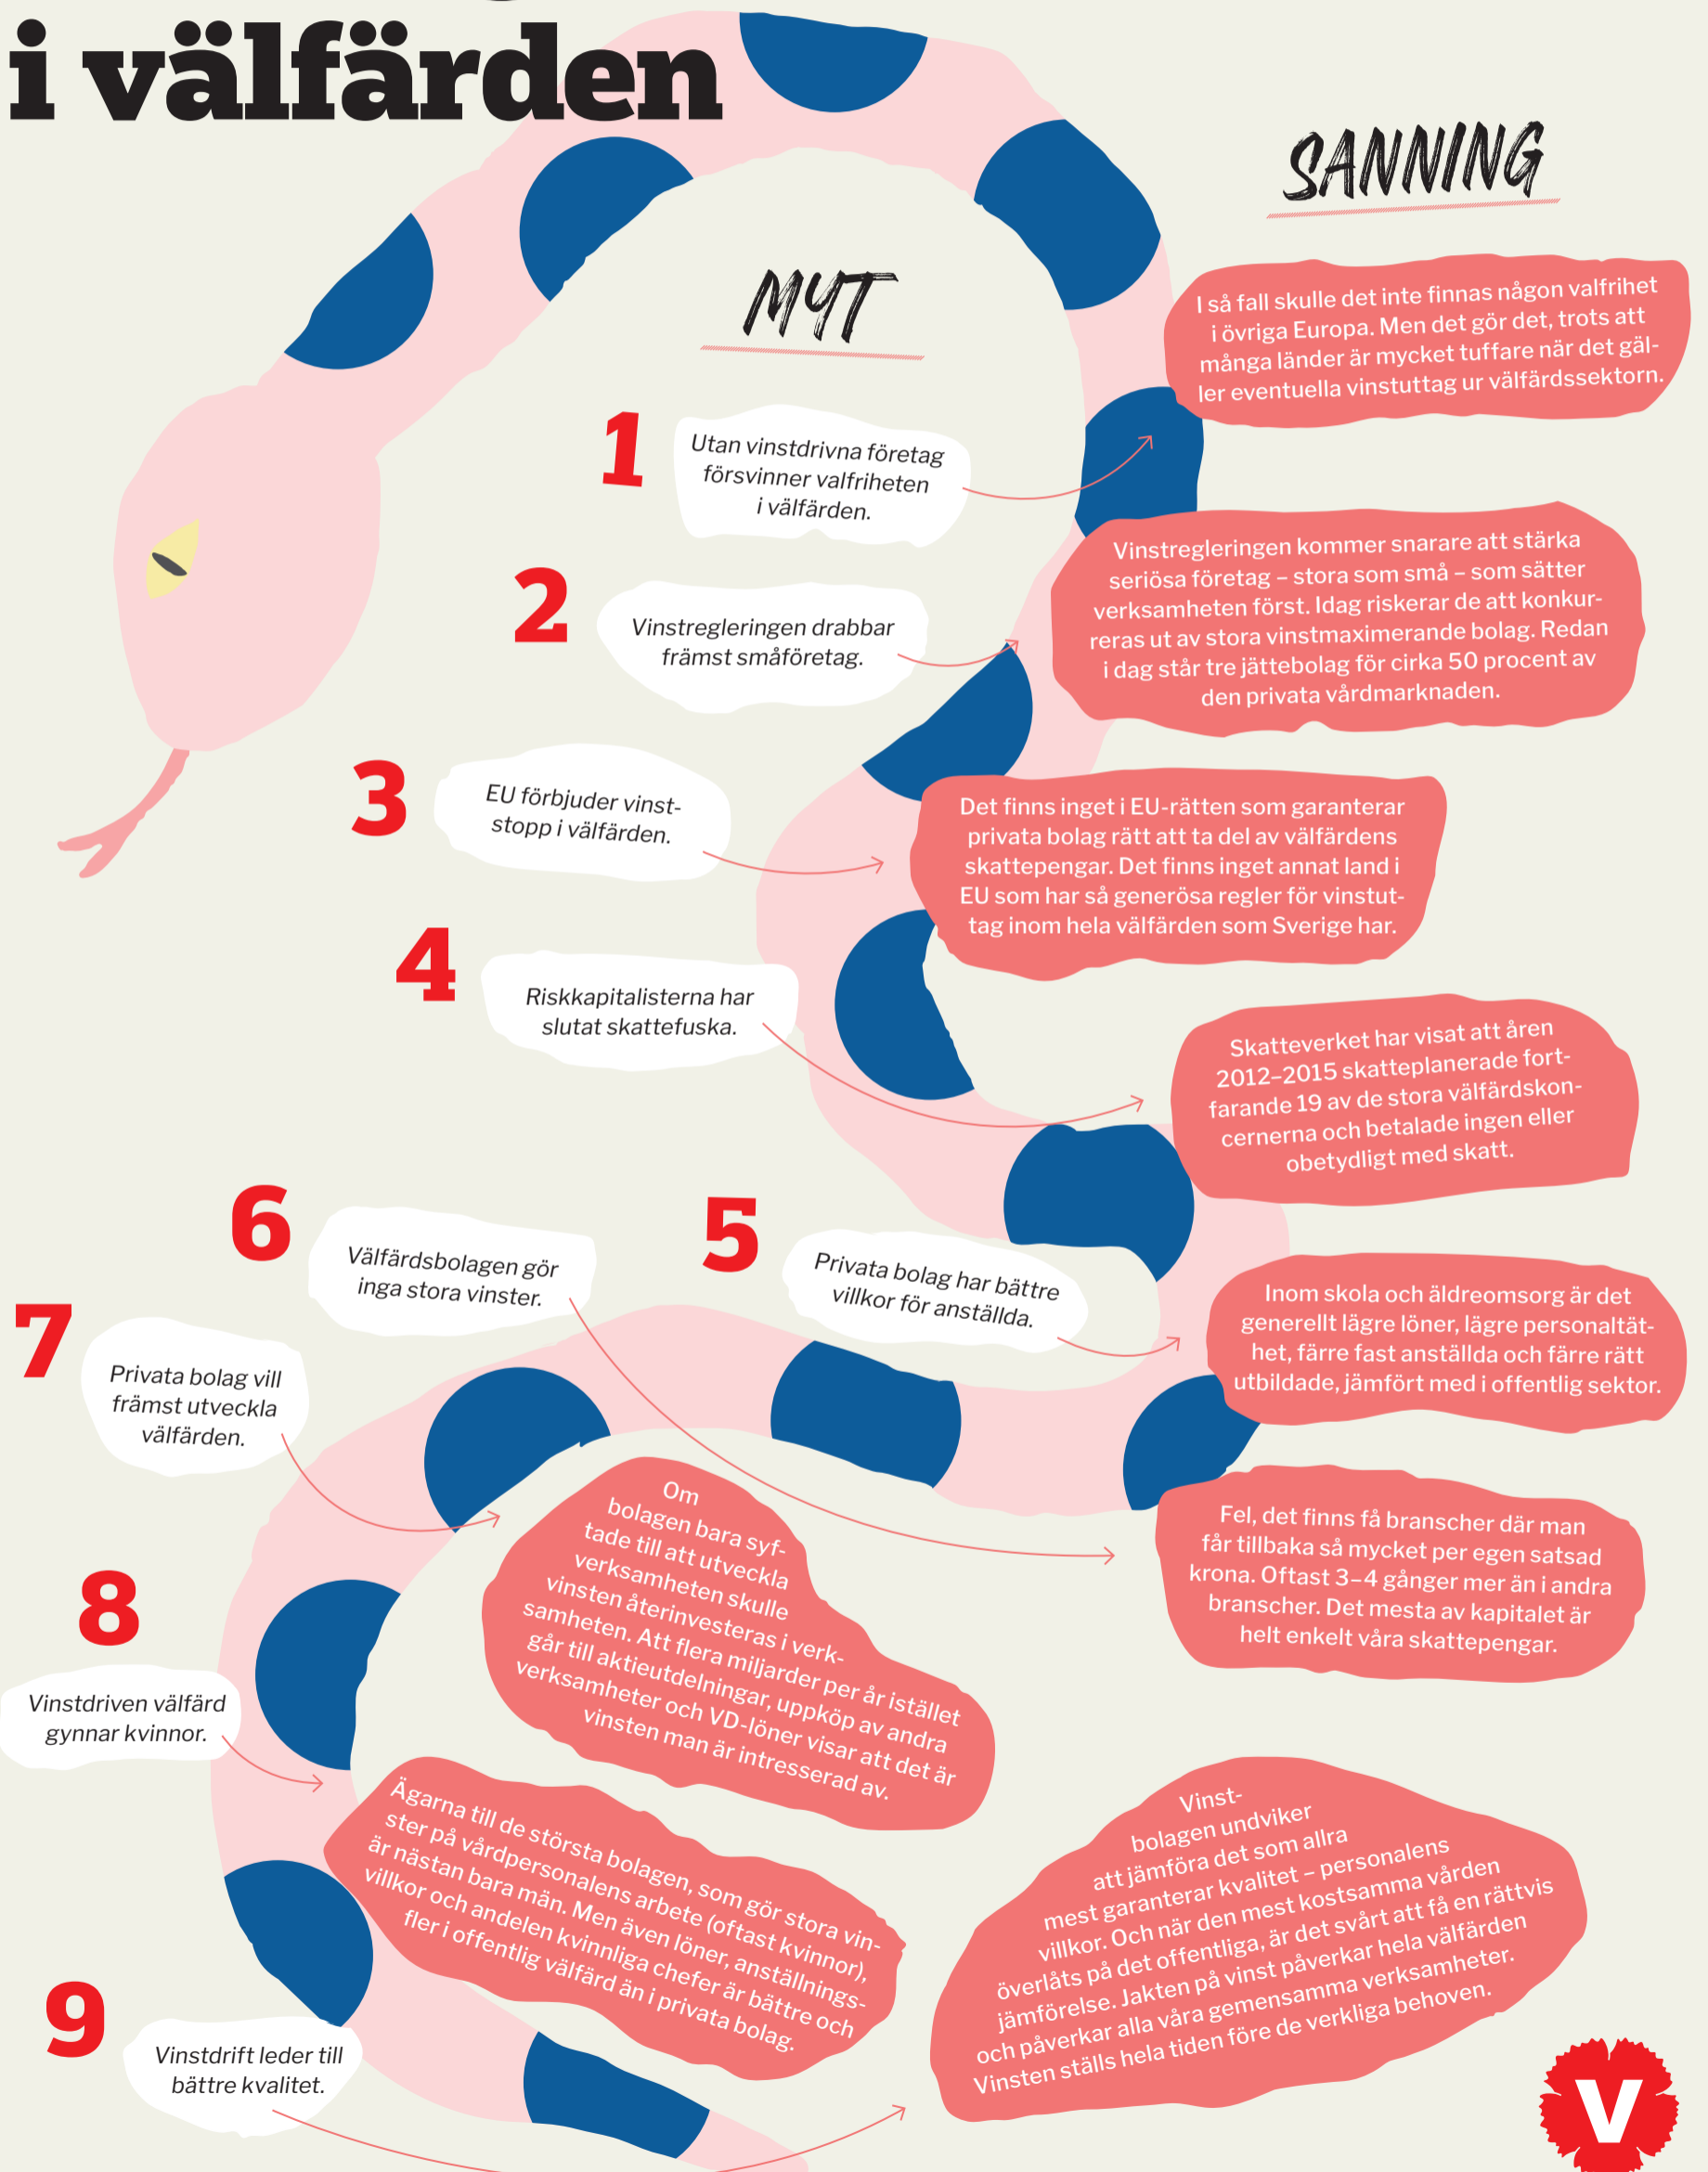 i välfärden
MYT
SANNING
1
Utan vinstdrivna företag
försvinner valfriheten
i välfärden.
I så fall skulle det inte finnas någon valfrihet
i övriga Europa. Men det gör det, trots att
många länder är mycket tuffare när det gäl-
ler eventuella vinstuttag ur välfärdssektorn.
2
Vinstregleringen drabbar
främst småföretag.
Vinstregleringen kommer snarare att stärka
seriösa företag – stora som små – som sätter
verksamheten först. Idag riskerar de att konkur-
reras ut av stora vinstmaximerande bolag. Redan
i dag står tre jättebolag för cirka 50 procent av
den privata vårdmarknaden.
3
EU förbjuder vinst-
stopp i välfärden.
Det finns inget i EU-rätten som garanterar
privata bolag rätt att ta del av välfärdens
skattepengar. Det finns inget annat land i
EU som har så generösa regler för vinstut-
tag inom hela välfärden som Sverige har.
4
Riskkapitalisterna har
slutat skattefuska.
Skatteverket har visat att åren
2012–2015 skatteplanerade fort-
farande 19 av de stora välfärdskon-
cernerna och betalade ingen eller
obetydligt med skatt.
5
Privata bolag har bättre
villkor för anställda.
Inom skola och äldreomsorg är det
generellt lägre löner, lägre personaltät-
het, färre fast anställda och färre rätt
utbildade, jämfört med i offentlig sektor.
6
Välfärdsbolagen gör
inga stora vinster.
Fel, det finns få branscher där man
får tillbaka så mycket per egen satsad
krona. Oftast 3–4 gånger mer än i andra
branscher. Det mesta av kapitalet är
helt enkelt våra skattepengar.
7
Privata bolag vill
främst utveckla
välfärden.
Om
bolagen bara syf-
tade till att utveckla
verksamheten skulle
vinsten återinvesteras i verk-
samheten. Att flera miljarder per år istället
går till aktieutdelningar, uppköp av andra
verksamheter och VD-löner visar att det är
vinsten man är intresserad av.
8
Vinstdriven välfärd
gynnar kvinnor.
Ägarna till de största bolagen, som gör stora vin-
ster på vårdpersonalens arbete (oftast kvinnor),
är nästan bara män. Men även löner, anställnings-
villkor och andelen kvinnliga chefer är bättre och
fler i offentlig välfärd än i privata bolag.
9
Vinstdrift leder till
bättre kvalitet.
Vinst-
bolagen undviker
att jämföra det som allra
mest garanterar kvalitet – personalens
villkor. Och när den mest kostsamma vården
överlåts på det offentliga, är det svårt att få en rättvis
jämförelse. Jakten på vinst påverkar hela välfärden
och påverkar alla våra gemensamma verksamheter.
Vinsten ställs hela tiden före de verkliga behoven.
V